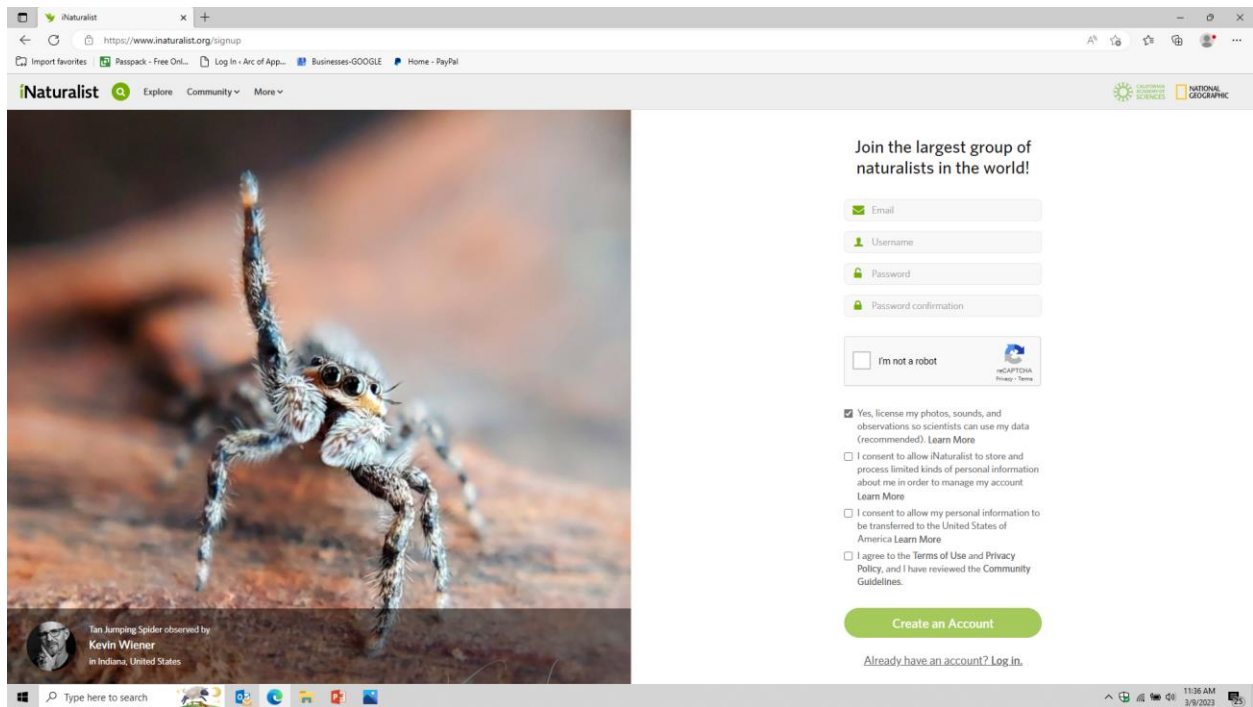 iNaturalist
https://www.inaturalist.org/signup
Import favorites Passpack - Free Onl... Log In ‹ Arc of App... Businesses-GOOGLE Home - PayPal
iNaturalist Explore Community More CALIFORNIA ACADEMY OF SCIENCES NATIONAL GEOGRAPHIC
Join the largest group of
naturalists in the world!
Email
Username
Password
Password confirmation
I'm not a robot
reCAPTCHA
Privacy - Terms
Yes, license my photos, sounds, and
observations so scientists can use my data
(recommended). Learn More
I consent to allow iNaturalist to store and
process limited kinds of personal information
about me in order to manage my account
Learn More
I consent to allow my personal information to
be transferred to the United States of
America Learn More
I agree to the Terms of Use and Privacy
Policy, and I have reviewed the Community
Guidelines.
Create an Account
Already have an account? Log in.
Tan Jumping Spider observed by
Kevin Wiener
in Indiana, United States
Type here to search
11:36 AM
3/9/2023
25